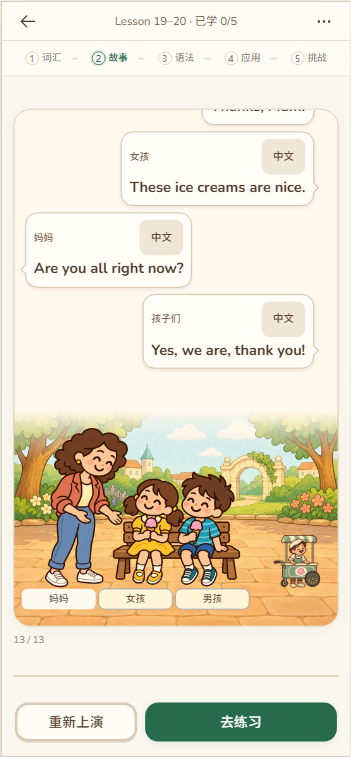 Lesson 19–20 · 已学 0/5
1 词汇
2 故事
3 语法
4 应用
5 挑战
Thanks, Mum!
女孩
中文
These ice creams are nice.
妈妈
中文
Are you all right now?
孩子们
中文
Yes, we are, thank you!
妈妈
女孩
男孩
13 / 13
重新上演
去练习